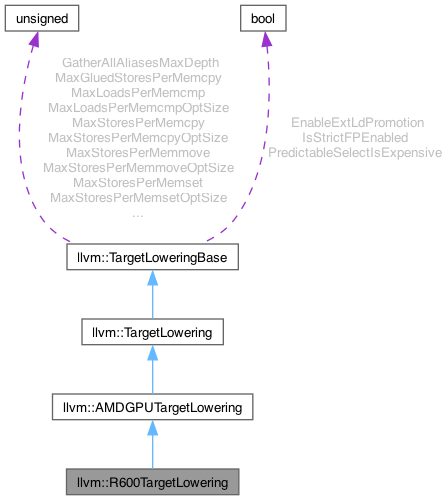 unsigned
bool
GatherAllAliasesMaxDepth
MaxGluedStoresPerMemcpy
MaxLoadsPerMemcmp
MaxLoadsPerMemcmpOptSize
MaxStoresPerMemcpy
MaxStoresPerMemcpyOptSize
MaxStoresPerMemmove
MaxStoresPerMemmoveOptSize
MaxStoresPerMemset
MaxStoresPerMemsetOptSize
...
EnableExtLdPromotion
IsStrictFPEnabled
PredictableSelectIsExpensive
llvm::TargetLoweringBase
llvm::TargetLowering
llvm::AMDGPUTargetLowering
llvm::R600TargetLowering